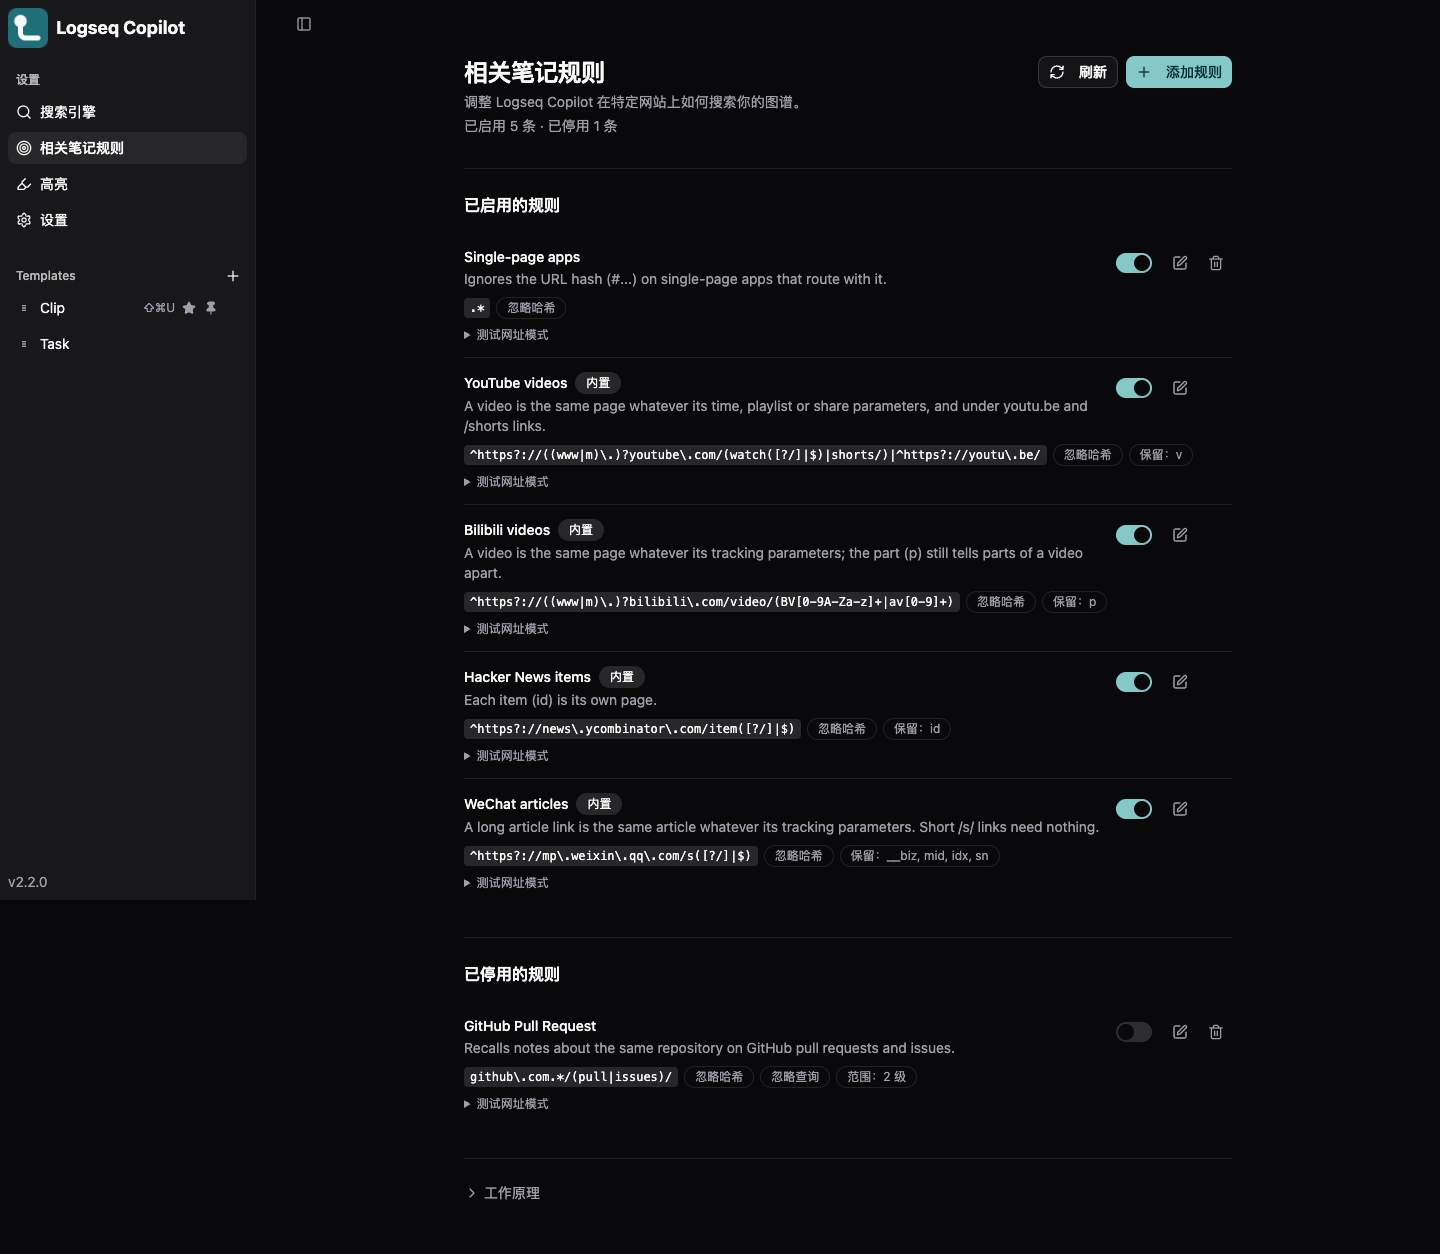 Logseq Copilot
设置
搜索引擎
相关笔记规则
高亮
设置
Templates
Clip ⇧⌘U
Task
v2.2.0
相关笔记规则
刷新
添加规则
调整 Logseq Copilot 在特定网站上如何搜索你的图谱。
已启用 5 条 · 已停用 1 条
已启用的规则
Single-page apps
Ignores the URL hash (#...) on single-page apps that route with it.
.* 忽略哈希
测试网址模式
YouTube videos 内置
A video is the same page whatever its time, playlist or share parameters, and under youtu.be and
/shorts links.
^https?://((www|m)\.)?youtube\.com/(watch([?/]|$)|shorts/)|^https?://youtu\.be/ 忽略哈希 保留：v
测试网址模式
Bilibili videos 内置
A video is the same page whatever its tracking parameters; the part (p) still tells parts of a video
apart.
^https?://((www|m)\.)?bilibili\.com/video/(BV[0-9A-Za-z]+|av[0-9]+) 忽略哈希 保留：p
测试网址模式
Hacker News items 内置
Each item (id) is its own page.
^https?://news\.ycombinator\.com/item([?/]|$) 忽略哈希 保留：id
测试网址模式
WeChat articles 内置
A long article link is the same article whatever its tracking parameters. Short /s/ links need nothing.
^https?://mp\.weixin\.qq\.com/s([?/]|$) 忽略哈希 保留：__biz, mid, idx, sn
测试网址模式
已停用的规则
GitHub Pull Request
Recalls notes about the same repository on GitHub pull requests and issues.
github\.com.*/(pull|issues)/ 忽略哈希 忽略查询 范围：2 级
测试网址模式
工作原理